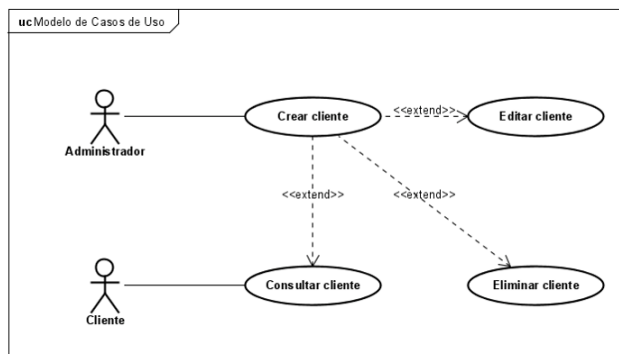 uc Modelo de Casos de Uso
Crear cliente
<<extend>>
Editar cliente
Administrador
<<extend>>
<<extend>>
Consultar cliente
Eliminar cliente
Cliente